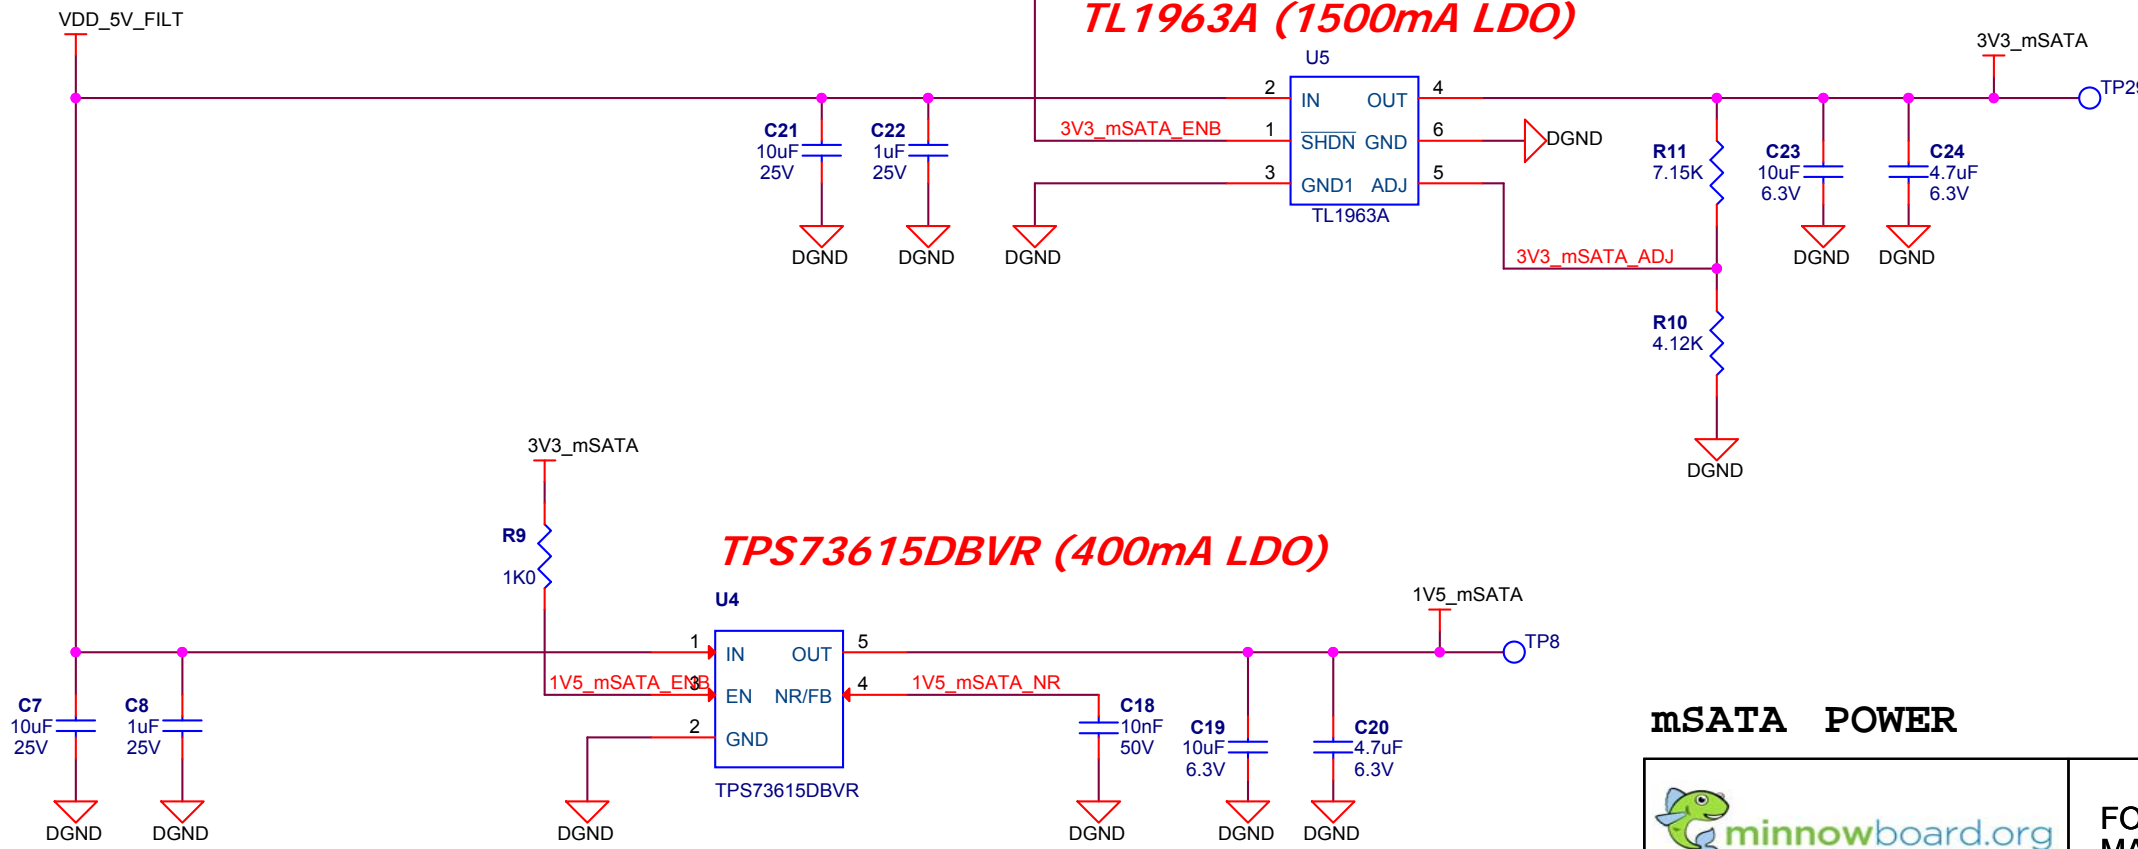 TL1963A (1500mA LDO)
VDD_5V_FILT
3V3_mSATA
U5
2 IN OUT 4
TP29
3V3_mSATA_ENB 1 SHDN GND 6 DGND
3 GND1 ADJ 5
TL1963A
C21
10uF
25V
C22
1uF
25V
R11
7.15K
C23
10uF
6.3V
C24
4.7uF
6.3V
DGND
DGND
DGND
3V3_mSATA_ADJ
DGND
DGND
R10
4.12K
DGND
3V3_mSATA
R9
1K0
TPS73615DBVR (400mA LDO)
U4
1V5_mSATA
1 IN OUT 5
TP8
1V5_mSATA_ENB 3 EN NR/FB 4 1V5_mSATA_NR
2 GND
TPS73615DBVR
C7
10uF
25V
C8
1uF
25V
C18
10nF
50V
C19
10uF
6.3V
C20
4.7uF
6.3V
DGND
DGND
DGND
DGND
DGND
DGND
mSATA POWER
minnowboard.org